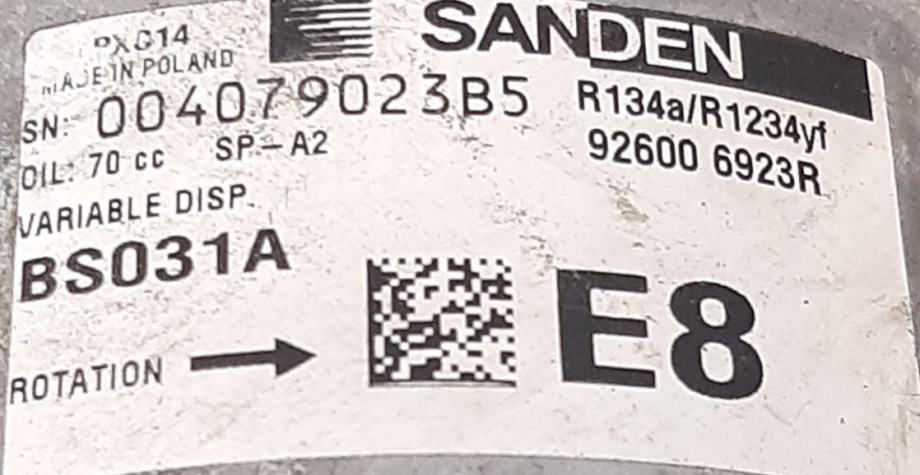 SANDEN
PXC14
MADE IN POLAND
SN: 004079023B5
R134a/R1234yf
OIL: 70 cc SP-A2
92600 6923R
VARIABLE DISP.
BS031A
E8
ROTATION